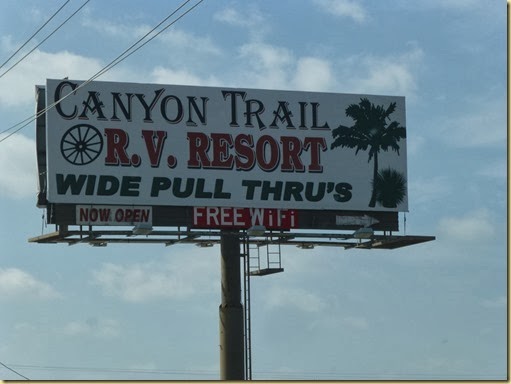 CANYON TRAIL
R.V. RESORT
WIDE PULL THRU'S
NOW OPEN
FREE WiFi